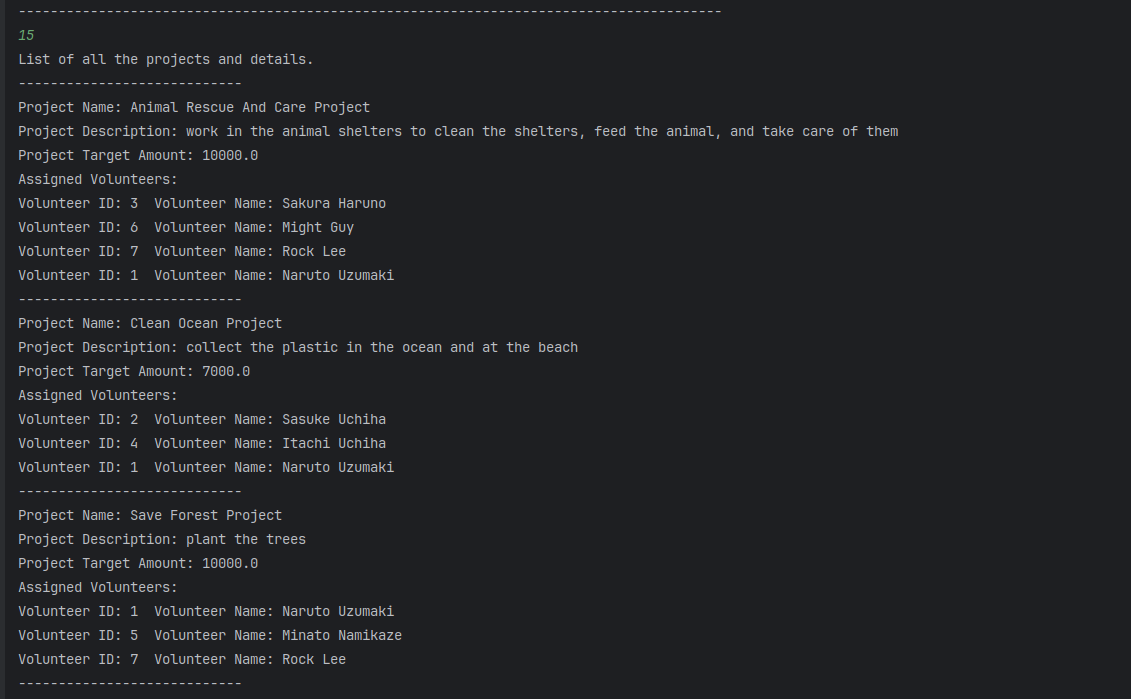 ----------------------------------------------------------------------------------------
15
List of all the projects and details.
----------------------------
Project Name: Animal Rescue And Care Project
Project Description: work in the animal shelters to clean the shelters, feed the animal, and take care of them
Project Target Amount: 10000.0
Assigned Volunteers:
Volunteer ID: 3  Volunteer Name: Sakura Haruno
Volunteer ID: 6  Volunteer Name: Might Guy
Volunteer ID: 7  Volunteer Name: Rock Lee
Volunteer ID: 1  Volunteer Name: Naruto Uzumaki
----------------------------
Project Name: Clean Ocean Project
Project Description: collect the plastic in the ocean and at the beach
Project Target Amount: 7000.0
Assigned Volunteers:
Volunteer ID: 2  Volunteer Name: Sasuke Uchiha
Volunteer ID: 4  Volunteer Name: Itachi Uchiha
Volunteer ID: 1  Volunteer Name: Naruto Uzumaki
----------------------------
Project Name: Save Forest Project
Project Description: plant the trees
Project Target Amount: 10000.0
Assigned Volunteers:
Volunteer ID: 1  Volunteer Name: Naruto Uzumaki
Volunteer ID: 5  Volunteer Name: Minato Namikaze
Volunteer ID: 7  Volunteer Name: Rock Lee
----------------------------